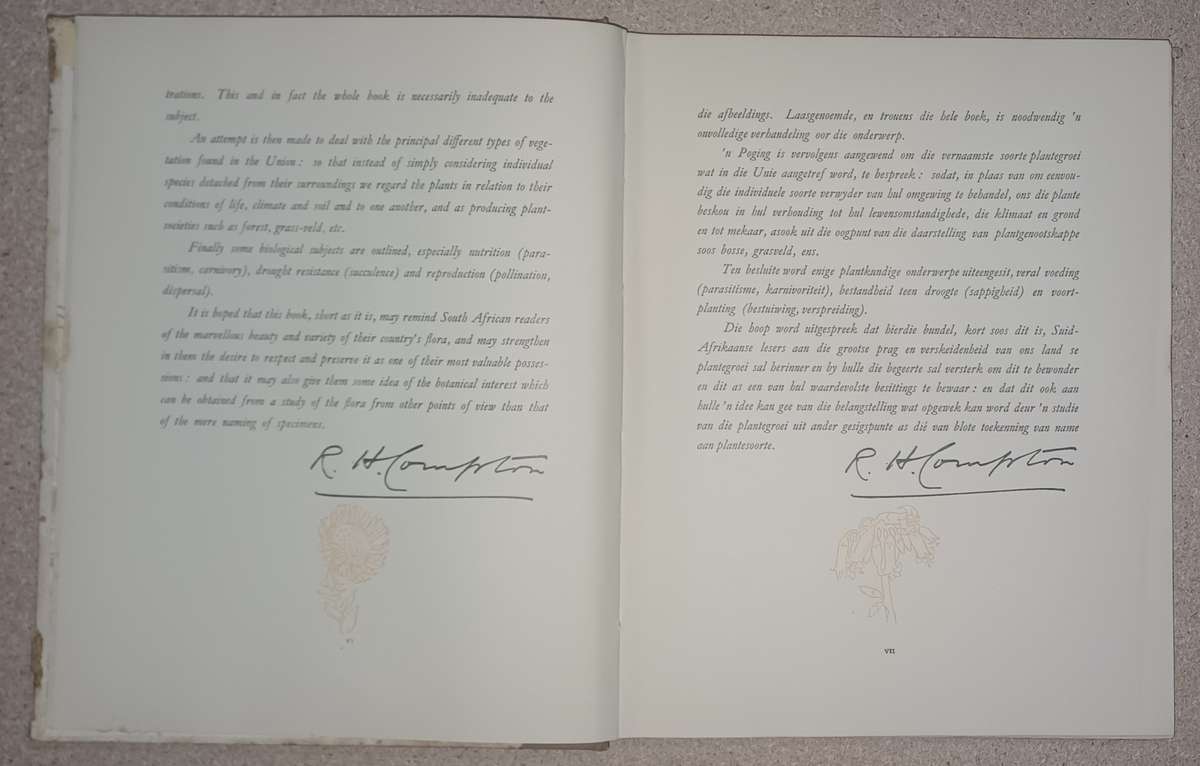 trations. This and in fact the whole book is necessarily inadequate to the
subject.
An attempt is then made to deal with the principal different types of vege-
tation found in the Union: so that instead of simply considering individual
species detached from their surroundings we regard the plants in relation to their
conditions of life, climate and soil and to one another, and as producing plant-
societies such as forest, grass-veld, etc.
Finally some biological subjects are outlined, especially nutrition (para-
sitism, carnivory), drought resistance (succulence) and reproduction (pollination,
dispersal).
It is hoped that this book, short as it is, may remind South African readers
of the marvellous beauty and variety of their country's flora, and may strengthen
in them the desire to respect and preserve it as one of their most valuable posses-
sions: and that it may also give them some idea of the botanical interest which
can be obtained from a study of the flora from other points of view than that
of the mere naming of specimens.
R. H. Compton
VI
die afbeeldings. Laasgenoemde, en trouens die hele boek, is noodwendig 'n
onvolledige verhandeling oor die onderwerp.
'n Poging is vervolgens aangewend om die vernaamste soorte plantegroei
wat in die Unie aangetref word, te bespreek: sodat, in plaas van om eenvou-
dig die individuele soorte verwyder van hul omgewing te behandel, ons die plante
beskou in hul verhouding tot hul lewensomstandighede, die klimaat en grond
en tot mekaar, asook uit die oogpunt van die daarstelling van plantgenootskappe
soos bosse, grasveld, ens.
Ten besluite word enige plantkundige onderwerpe uiteengesit, veral voeding
(parasitisme, karnivoriteit), bestandheid teen droogte (sappigheid) en voort-
planting (bestuiwing, verspreiding).
Die hoop word uitgespreek dat hierdie bundel, kort soos dit is, Suid-
Afrikaanse lesers aan die grootse prag en verskeidenheid van ons land se
plantegroei sal herinner en by hulle die begeerte sal versterk om dit te bewonder
en dit as een van hul waardevolste besittings te bewaar: en dat dit ook aan
hulle 'n idee kan gee van die belangstelling wat opgewek kan word deur 'n studie
van die plantegroei uit ander gesigspunte as dié van blote toekenning van name
aan plantesoorte.
R. H. Compton
VII